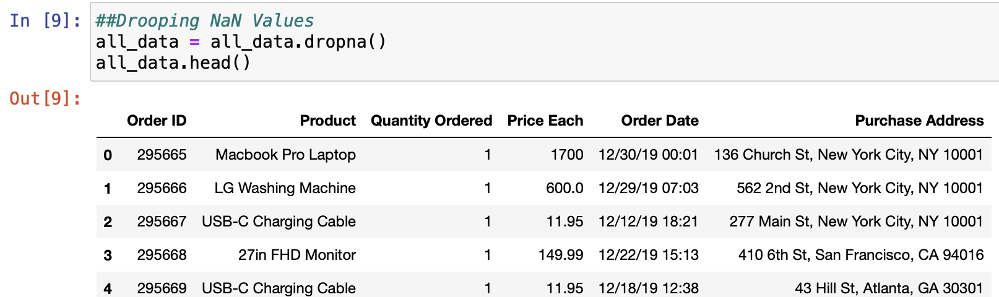 In [9]: ##Drooping NaN Values
all_data = all_data.dropna()
all_data.head()
Out[9]:
Order ID Product Quantity Ordered Price Each Order Date Purchase Address
0 295665 Macbook Pro Laptop 1 1700 12/30/19 00:01 136 Church St, New York City, NY 10001
1 295666 LG Washing Machine 1 600.0 12/29/19 07:03 562 2nd St, New York City, NY 10001
2 295667 USB-C Charging Cable 1 11.95 12/12/19 18:21 277 Main St, New York City, NY 10001
3 295668 27in FHD Monitor 1 149.99 12/22/19 15:13 410 6th St, San Francisco, CA 94016
4 295669 USB-C Charging Cable 1 11.95 12/18/19 12:38 43 Hill St, Atlanta, GA 30301